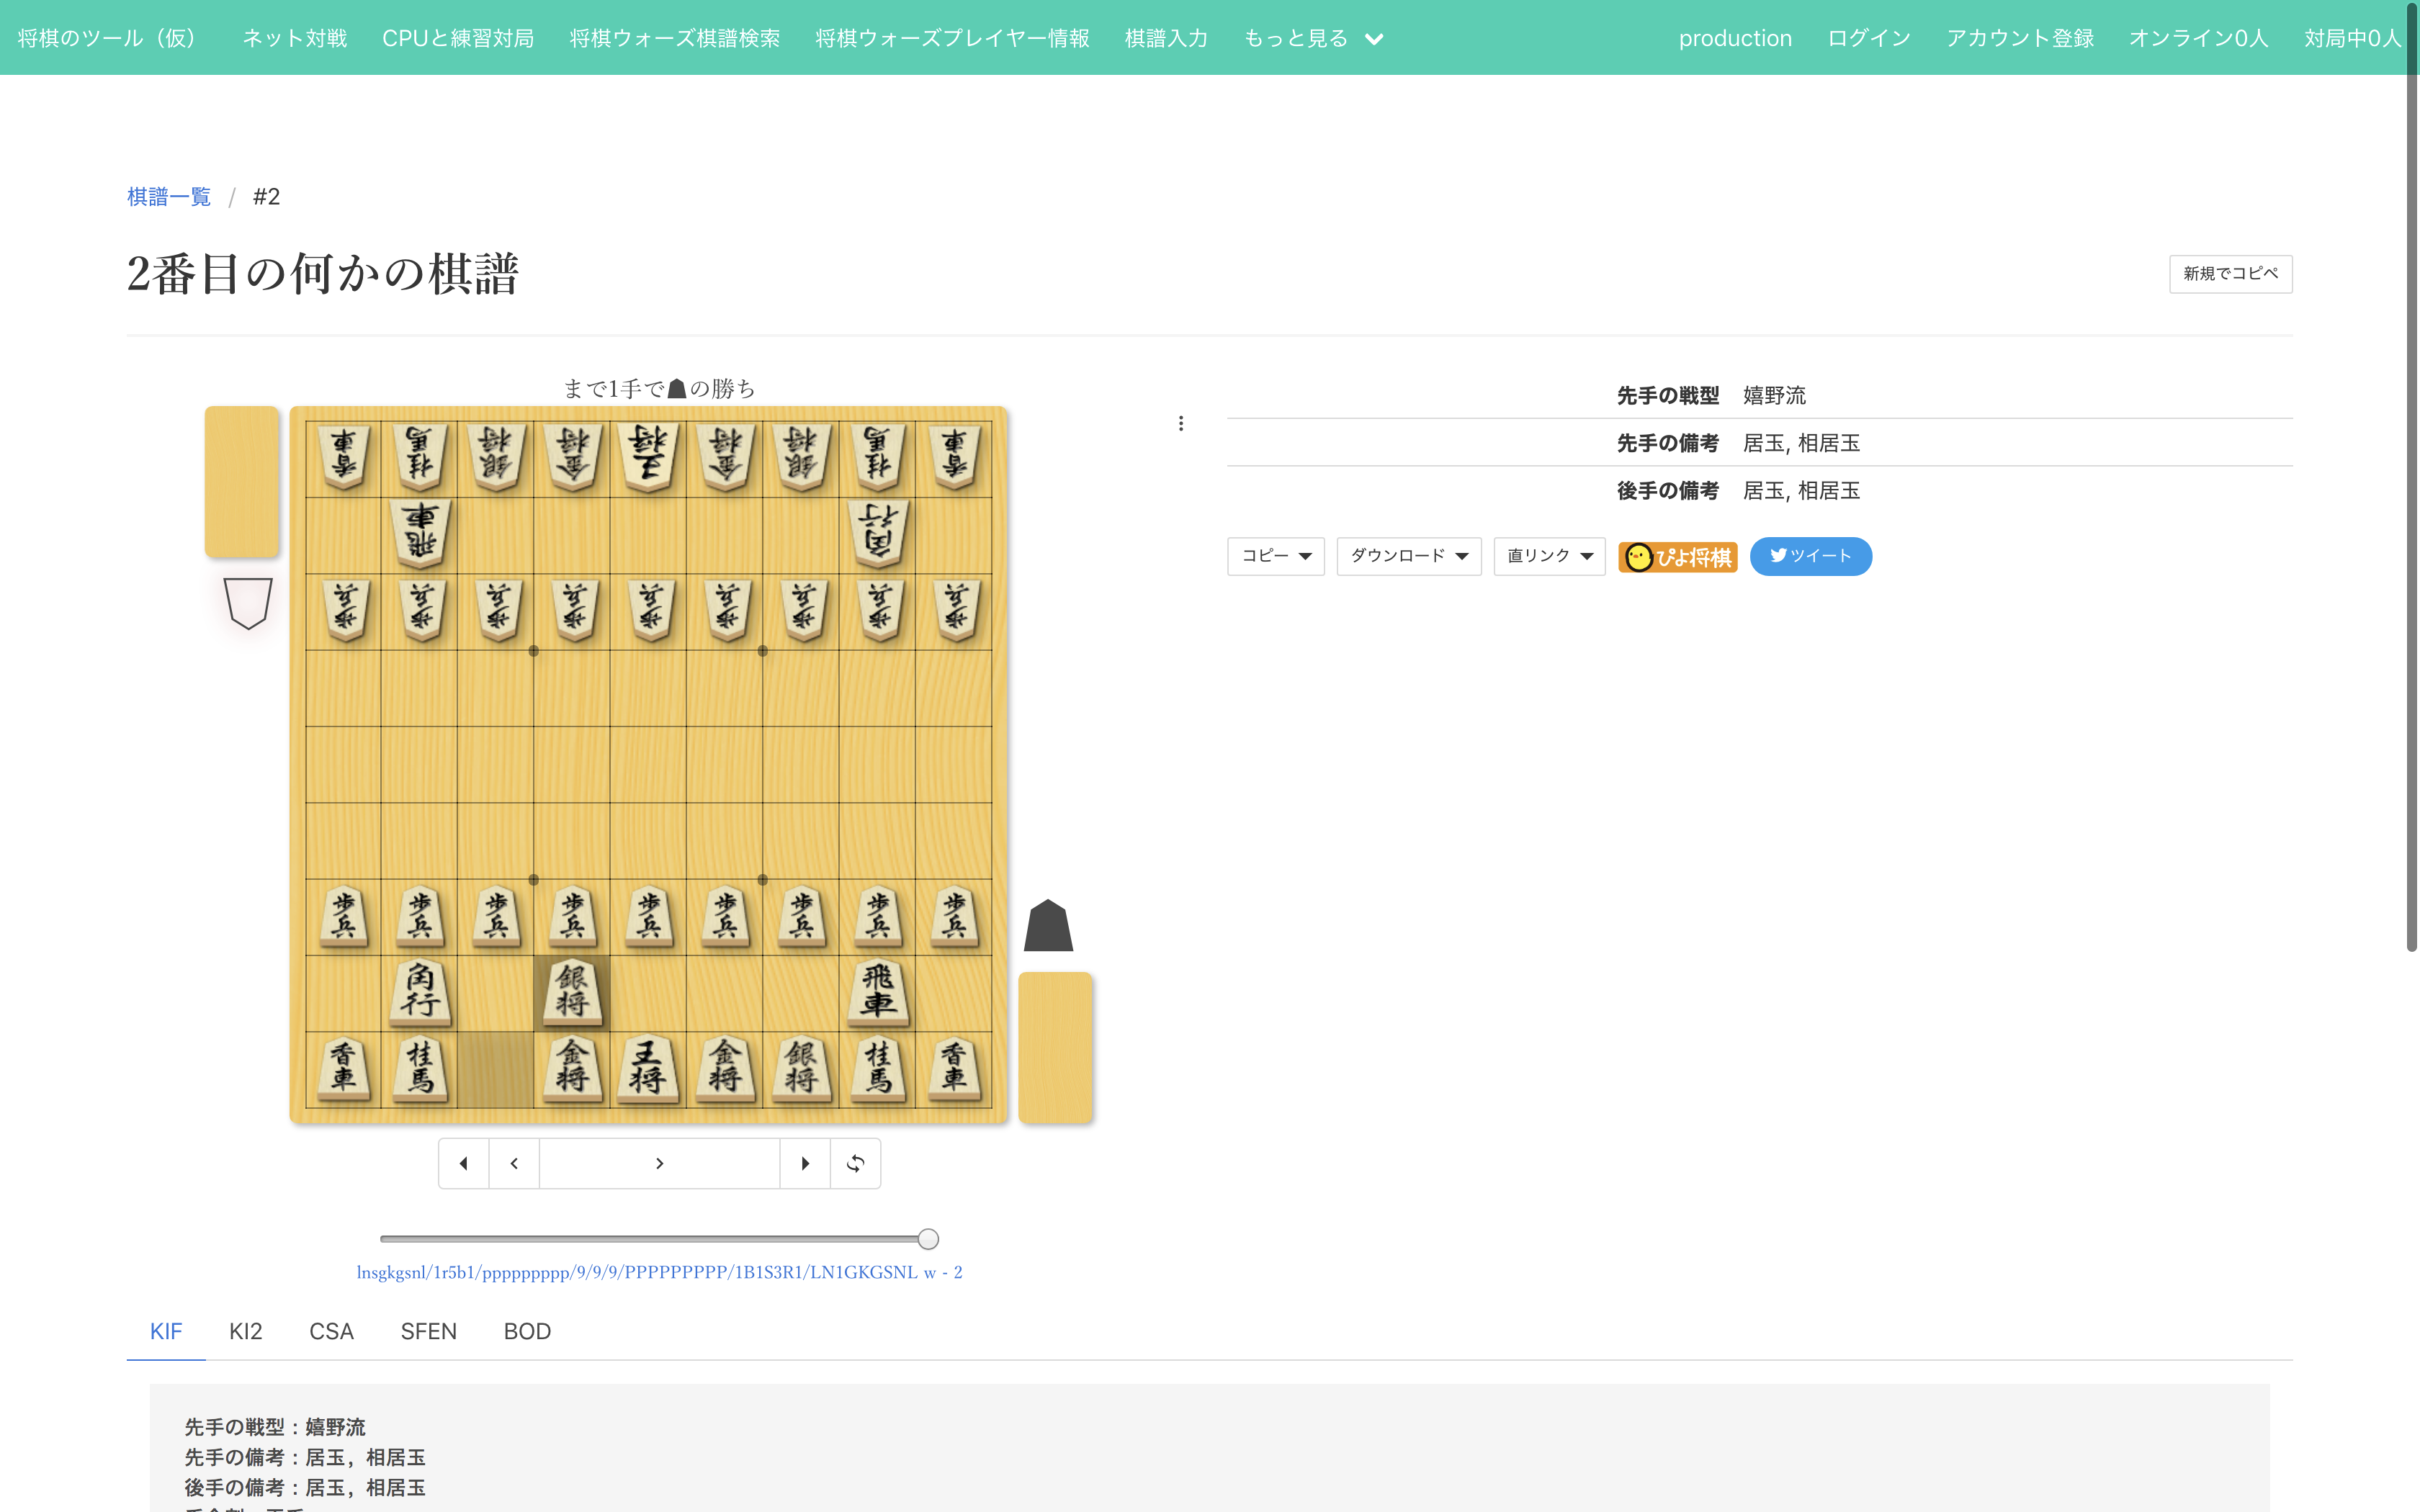 将棋のツール（仮） ネット対戦 CPUと練習対局 将棋ウォーズ棋譜検索 将棋ウォーズプレイヤー情報 棋譜入力 もっと見る production ログイン アカウント登録 オンライン0人 対局中0人
棋譜一覧 / #2
2番目の何かの棋譜
新規でコピペ
まで1手で☗の勝ち
香車 桂馬 銀将 金将 王将 金将 銀将 桂馬 香車
飛車 角行
歩兵 歩兵 歩兵 歩兵 歩兵 歩兵 歩兵 歩兵 歩兵
歩兵 歩兵 歩兵 歩兵 歩兵 歩兵 歩兵 歩兵 歩兵
角行 銀将 飛車
香車 桂馬 金将 王将 金将 銀将 桂馬 香車
lnsgkgsnl/1r5b1/ppppppppp/9/9/9/PPPPPPPPP/1B1S3R1/LN1GKGSNL w - 2
先手の戦型 嬉野流
先手の備考 居玉, 相居玉
後手の備考 居玉, 相居玉
コピー ダウンロード 直リンク ぴよ将棋 ツイート
KIF KI2 CSA SFEN BOD
先手の戦型：嬉野流
先手の備考：居玉, 相居玉
後手の備考：居玉, 相居玉